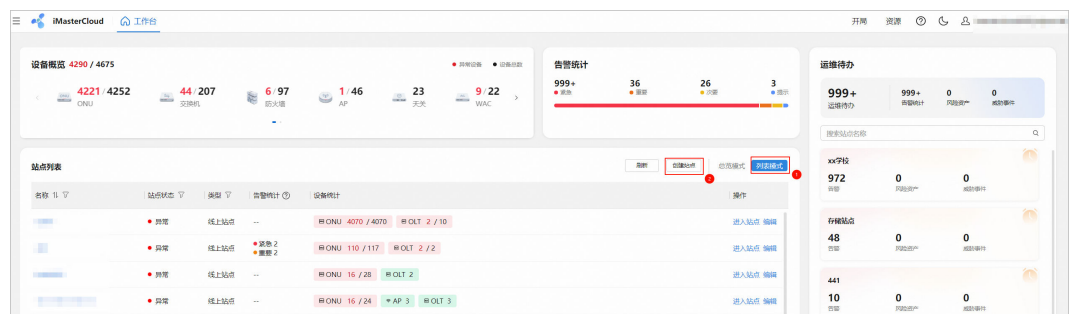 iMasterCloud 工作台 开局 资源
设备概览 4290 / 4675
异常设备 设备总数
4221 / 4252
ONU
44 / 207
交换机
6 / 97
防火墙
1 / 46
AP
23
天关
9 / 22
WAC
告警统计
999+ 36 26 3
紧急 重要 次要 提示
运维待办
999+ 999+ 0 0
运维待办 告警统计 风险资产 威胁事件
搜索站点名称
xx学校
972 0 0
告警 风险资产 威胁事件
存储站点
48 0 0
告警 风险资产 威胁事件
441
10 0 0
告警 风险资产 威胁事件
站点列表 刷新 创建站点 总览模式 列表模式
2 1
名称 站点状态 类型 告警统计 设备统计 操作
异常 线上站点 -- ONU 4070 / 4070 OLT 2 / 10 进入站点 编辑
异常 线上站点 紧急 2 重要 2 ONU 110 / 117 OLT 2 / 2 进入站点 编辑
异常 线上站点 -- ONU 16 / 28 OLT 2 进入站点 编辑
异常 线上站点 -- ONU 16 / 24 AP 3 OLT 3 进入站点 编辑